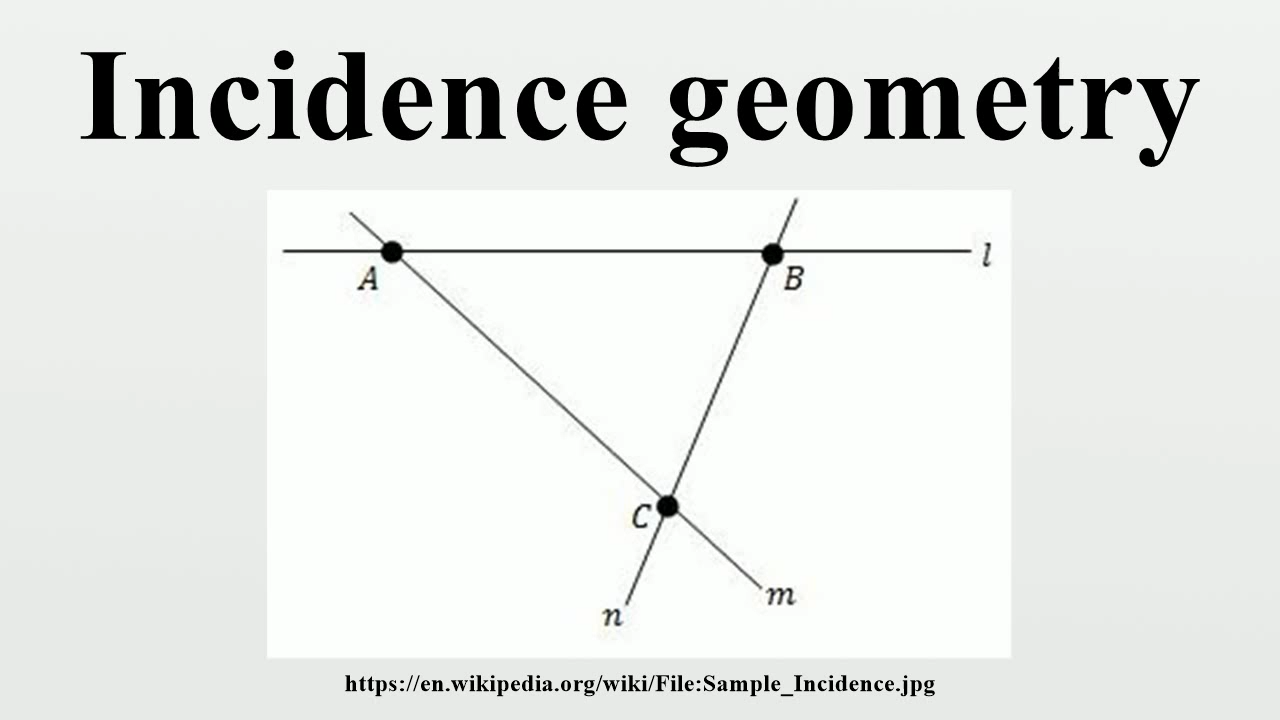 Incidence geometry
A
B
l
C
m
n
https://en.wikipedia.org/wiki/File:Sample_Incidence.jpg